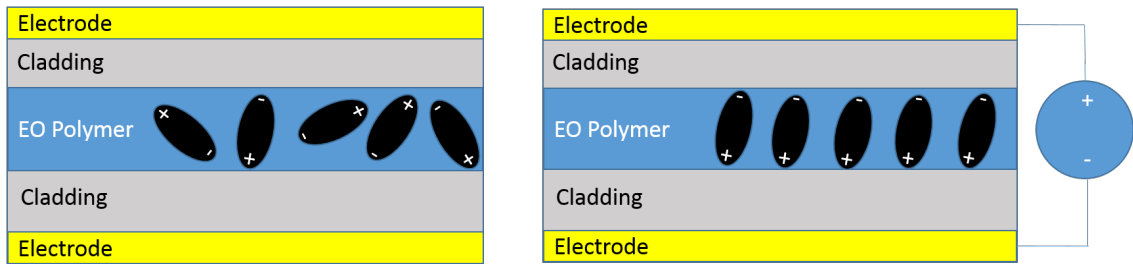 Electrode
Cladding
EO Polymer
+ - + - +
- + - + - +
Cladding
Electrode
Electrode
Cladding
EO Polymer
- - - - -
+ + + + +
Cladding
Electrode
+
-